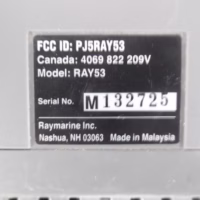 FCC ID: PJ5RAY53
Canada: 4069 822 209V
Model: RAY53
Serial No. M 132725
Raymarine Inc.
Nashua, NH 03063 Made in Malaysia